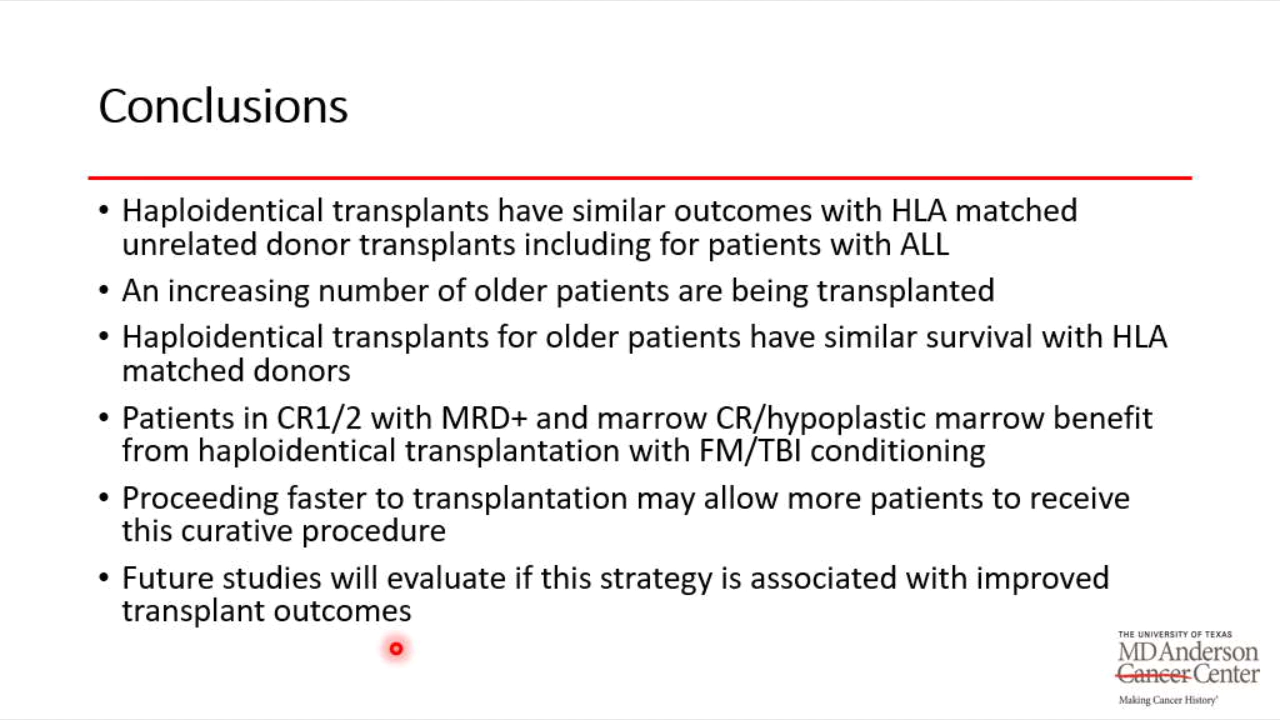 Conclusions
• Haploidentical transplants have similar outcomes with HLA matched
unrelated donor transplants including for patients with ALL
• An increasing number of older patients are being transplanted
• Haploidentical transplants for older patients have similar survival with HLA
matched donors
• Patients in CR1/2 with MRD+ and marrow CR/hypoplastic marrow benefit
from haploidentical transplantation with FM/TBI conditioning
• Proceeding faster to transplantation may allow more patients to receive
this curative procedure
• Future studies will evaluate if this strategy is associated with improved
transplant outcomes
THE UNIVERSITY OF TEXAS
MD Anderson
Cancer Center
Making Cancer History®